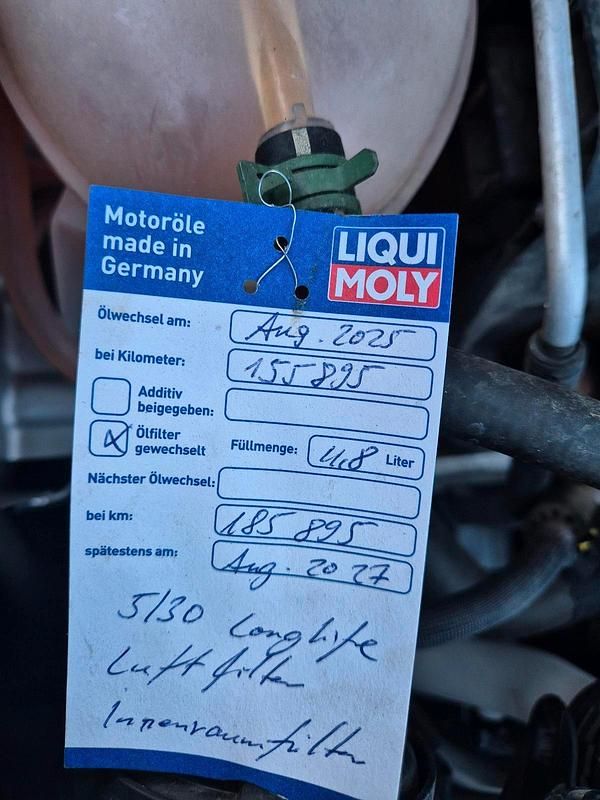 Motoröle
made in
Germany
LIQUI
MOLY
Ölwechsel am: Aug. 2025
bei Kilometer: 155 895
Additiv
beigegeben:
Ölfilter
gewechselt
Füllmenge: 4,8 Liter
Nächster Ölwechsel:
bei km: 185 895
spätestens am: Aug. 2027
5/30 Longlife
Luftfilter
Innenraumfilter